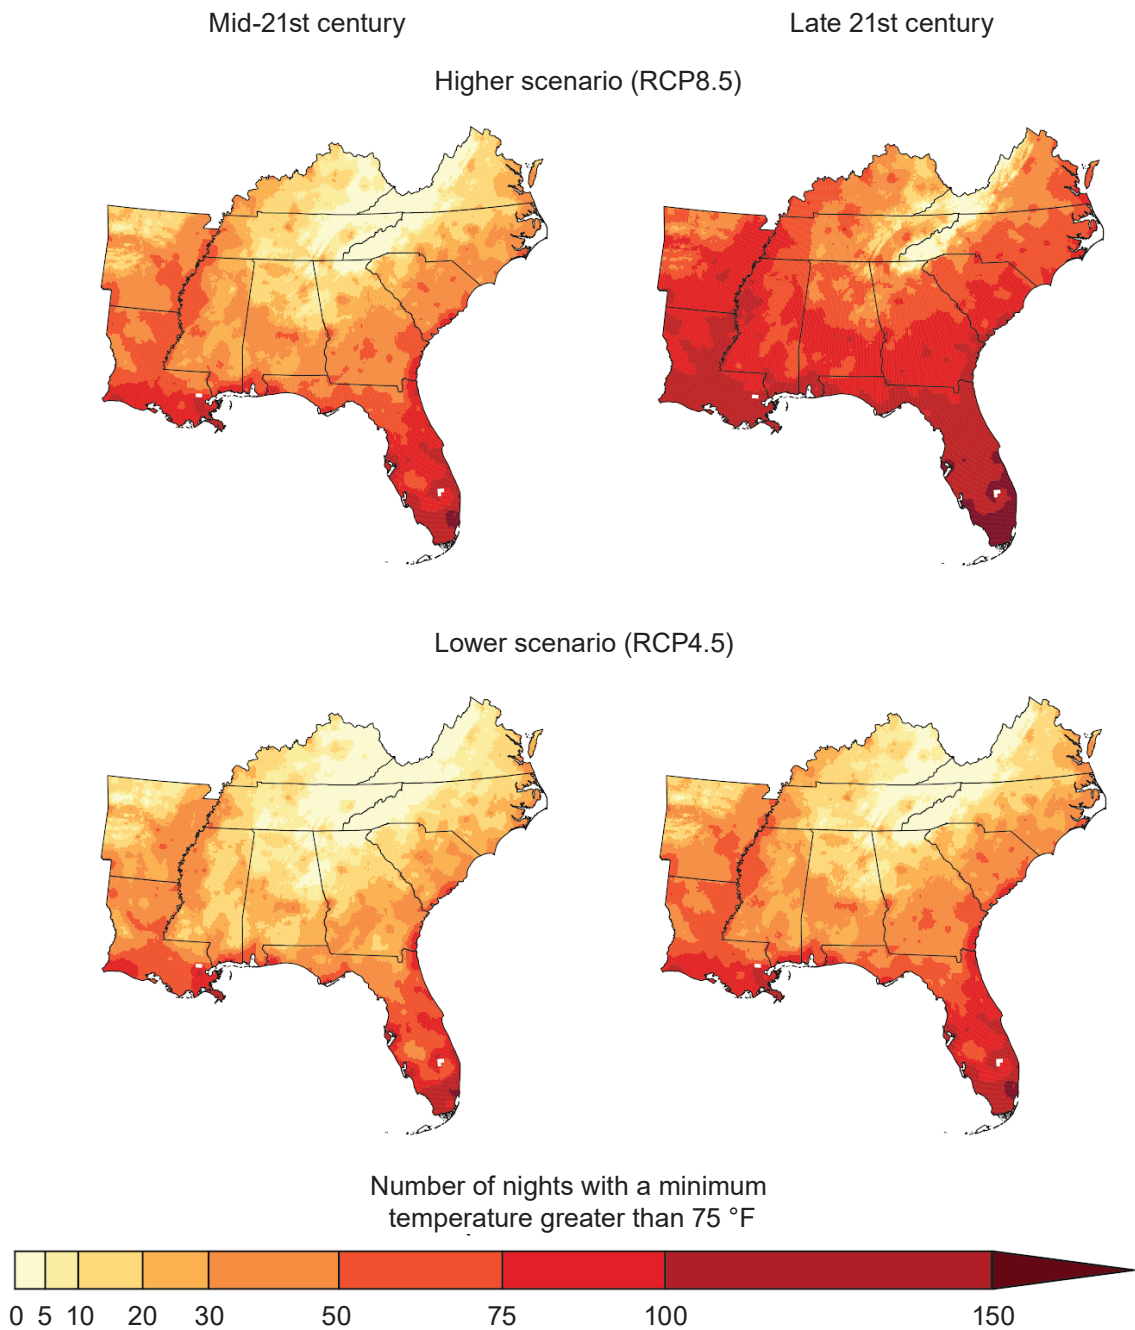 Mid-21st century
Late 21st century
Higher scenario (RCP8.5)
Lower scenario (RCP4.5)
Number of nights with a minimum
temperature greater than 75 °F
0 5 10 20 30 50 75 100 150